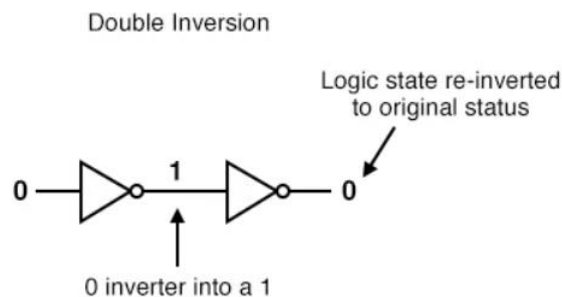 Double Inversion
Logic state re-inverted
to original status
0
1
0
0 inverter into a 1